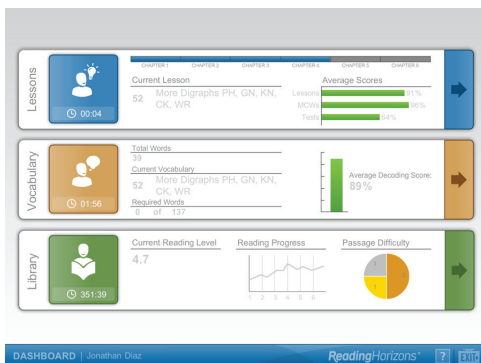 Lessons
00:04
CHAPTER 1 CHAPTER 2 CHAPTER 3 CHAPTER 4 CHAPTER 5 CHAPTER 6
Current Lesson
52 More Digraphs PH, GN, KN,
CK, WR
Average Scores
Lessons 91%
MCWs 96%
Tests 64%
Vocabulary
01:56
Total Words
39
Current Vocabulary
52 More Digraphs PH, GN, KN,
CK, WR
Required Words
0 of 137
Average Decoding Score:
89%
Library
351:39
Current Reading Level
4.7
Reading Progress
1 2 3 4 5 6
Passage Difficulty
1
1
DASHBOARD | Jonathan Diaz
ReadingHorizons®
?
EXIT